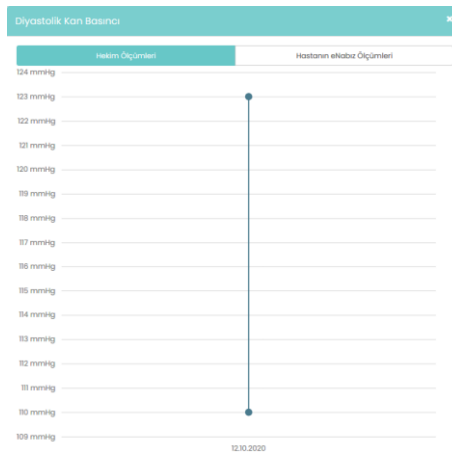 Diyastolik Kan Basıncı
Hekim Ölçümleri
Hastanın eNabız Ölçümleri
124 mmHg
123 mmHg
122 mmHg
121 mmHg
120 mmHg
119 mmHg
118 mmHg
117 mmHg
116 mmHg
115 mmHg
114 mmHg
113 mmHg
112 mmHg
111 mmHg
110 mmHg
109 mmHg
12.10.2020